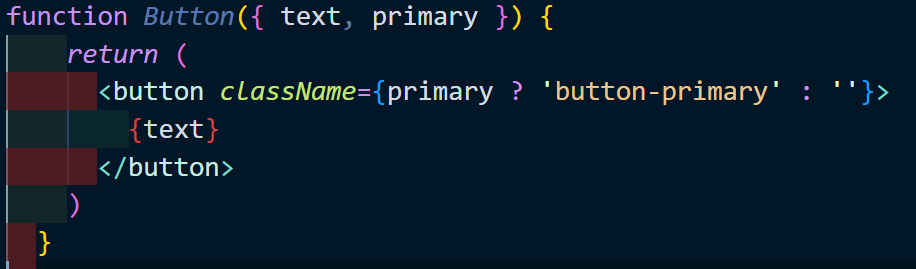 function Button({ text, primary }) {
    return (
      <button className={primary ? 'button-primary' : ''}>
        {text}
      </button>
    )
  }